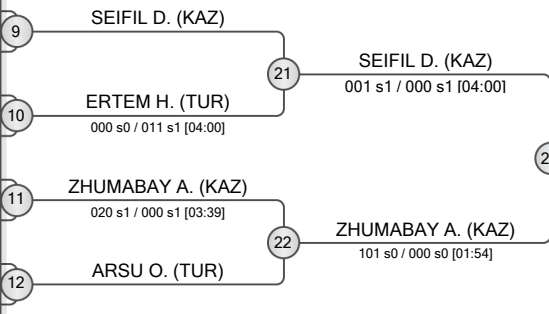 SEIFIL D. (KAZ)
9
21
SEIFIL D. (KAZ)
001 s1 / 000 s1 [04:00]
ERTEM H. (TUR)
10
000 s0 / 011 s1 [04:00]
2
ZHUMABAY A. (KAZ)
11
020 s1 / 000 s1 [03:39]
22
ZHUMABAY A. (KAZ)
101 s0 / 000 s0 [01:54]
ARSU O. (TUR)
12